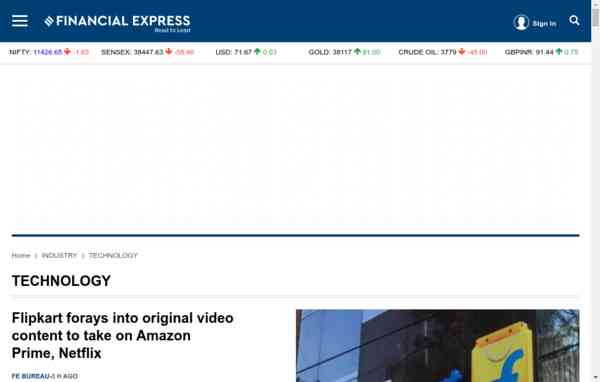 FINANCIAL EXPRESS
Read to Lead
Sign In
NIFTY: 11426.65 -1.65 SENSEX: 38447.63 -55.46 USD: 71.67 0.03 GOLD: 38117 81.00 CRUDE OIL: 3779 -45.00 GBPINR: 91.44 0.75
Home | INDUSTRY | TECHNOLOGY
TECHNOLOGY
Flipkart forays into original video
content to take on Amazon
Prime, Netflix
FE BUREAU-3 H AGO